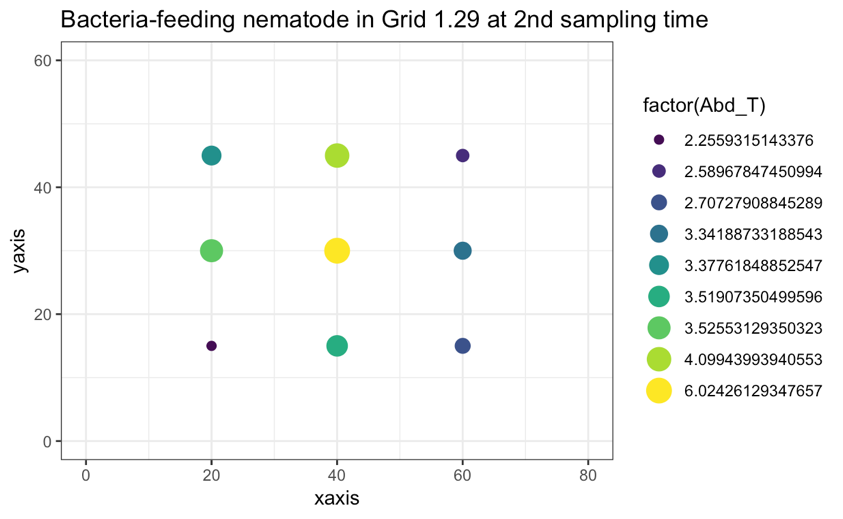 Bacteria-feeding nematode in Grid 1.29 at 2nd sampling time
60
40
20
0
yaxis
0 20 40 60 80
xaxis
factor(Abd_T)
2.2559315143376
2.58967847450994
2.70727908845289
3.34188733188543
3.37761848852547
3.51907350499596
3.52553129350323
4.09943993940553
6.02426129347657